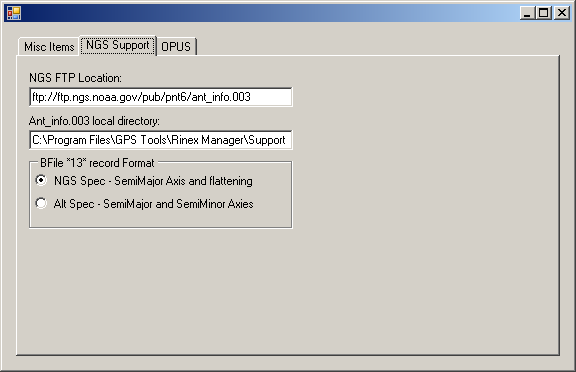 Misc Items NGS Support OPUS
NGS FTP Location:
ftp://ftp.ngs.noaa.gov/pub/pnt6/ant_info.003
Ant_info.003 local directory:
C:\Program Files\GPS Tools\Rinex Manager\Support
BFile *13* record Format
NGS Spec - SemiMajor Axis and flattening
Alt Spec - SemiMajor and SemiMinor Axies